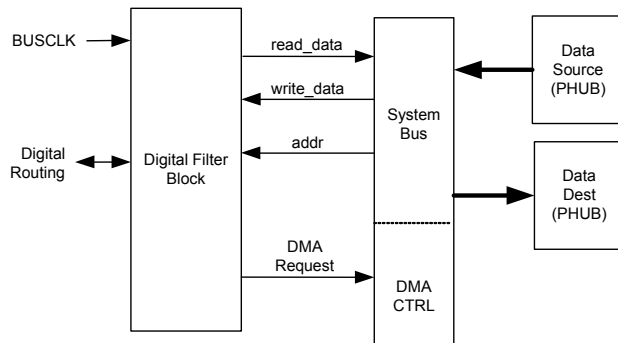 BUSCLK
Digital
Routing
Digital Filter
Block
read_data
write_data
addr
DMA
Request
System
Bus
DMA
CTRL
Data
Source
(PHUB)
Data
Dest
(PHUB)